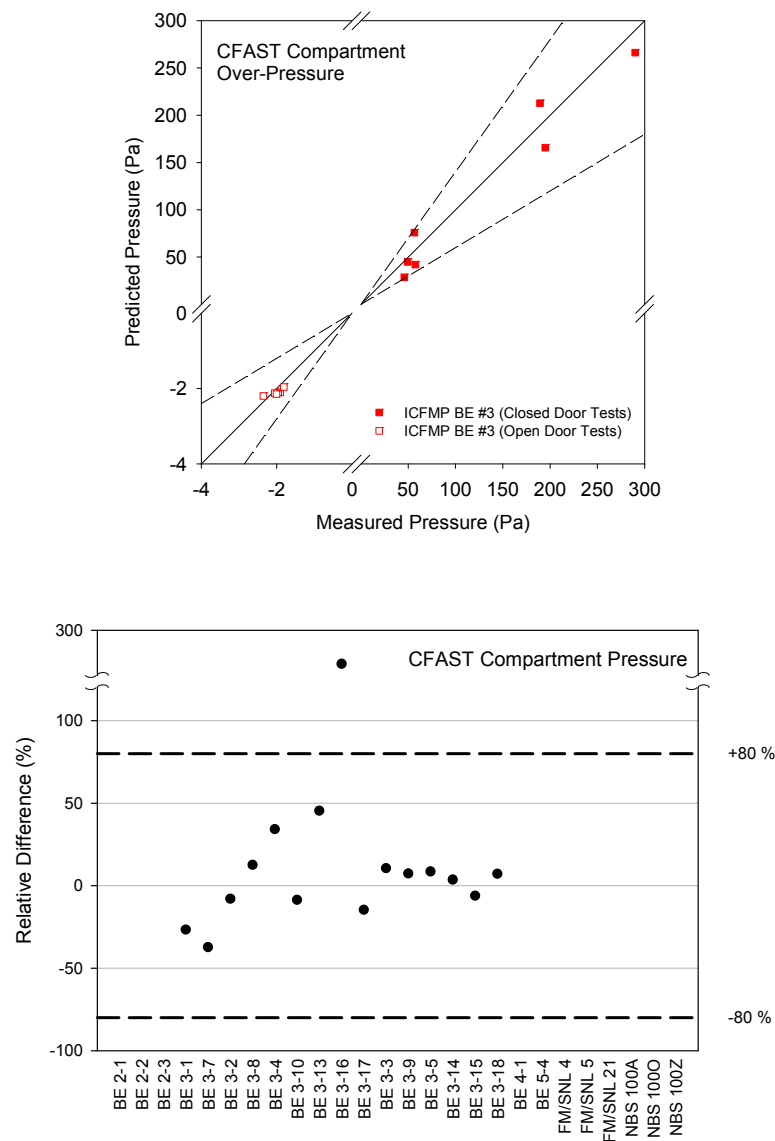 300
CFAST Compartment
Over-Pressure
250
200
150
100
50
0
-2
-4
Predicted Pressure (Pa)
ICFMP BE #3 (Closed Door Tests)
ICFMP BE #3 (Open Door Tests)
-4 -2 0 50 100 150 200 250 300
Measured Pressure (Pa)
300
CFAST Compartment Pressure
100
+80 %
50
0
-50
-80 %
-100
Relative Difference (%)
BE 2-1
BE 2-2
BE 2-3
BE 3-1
BE 3-7
BE 3-2
BE 3-8
BE 3-4
BE 3-10
BE 3-13
BE 3-16
BE 3-17
BE 3-3
BE 3-9
BE 3-5
BE 3-14
BE 3-15
BE 3-18
BE 4-1
BE 5-4
FM/SNL 4
FM/SNL 5
FM/SNL 21
NBS 100A
NBS 100O
NBS 100Z